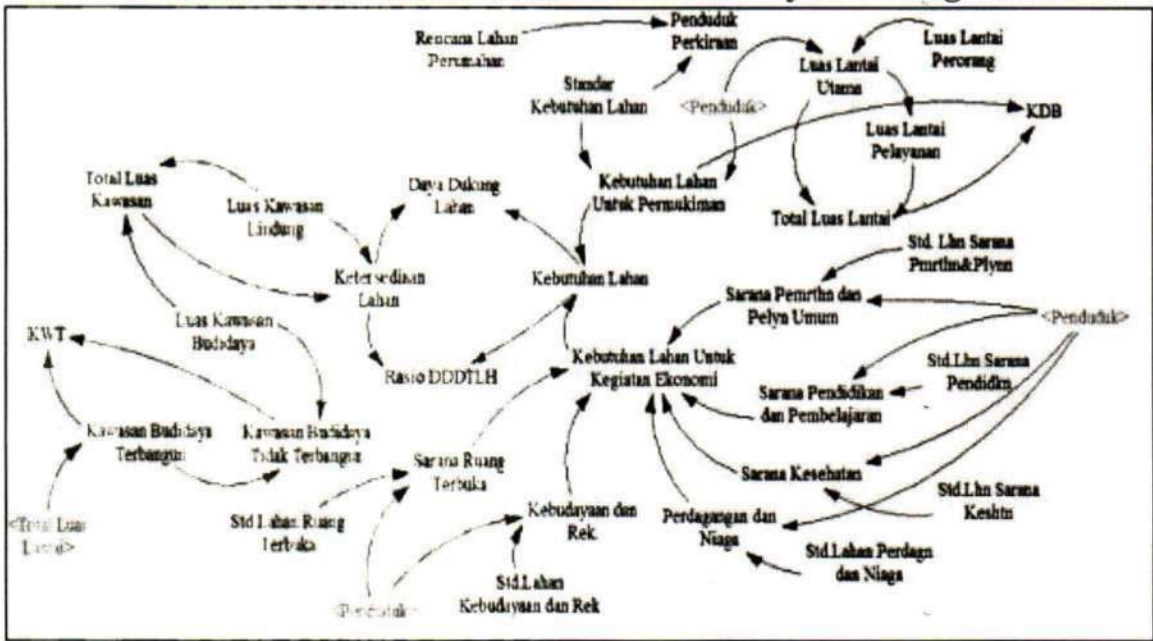 Rencana Lahan
Perumahan
Penduduk
Perkiraan
Luas Lantai
Perorang
Luas Lantai
Utama
Standar
Kebutuhan Lahan
<Penduduk>
KDB
Luas Lantai
Pelayanan
Total Luas
Kawasan
Luas Kawasan
Lindung
Daya Dukung
Lahan
Kebutuhan Lahan
Untuk Permukiman
Total Luas Lantai
Std. Lhn Sarana
Pmrthn&Plynn
Ketersediaan
Lahan
Kebutuhan Lahan
Sarana Pemrthn dan
Pelyn Umum
<Penduduk>
Luas Kawasan
Budidaya
KWT
Rasio DDDTLH
Kebutuhan Lahan Untuk
Kegiatan Ekonomi
Std.Lhn Sarana
Pendidkn
Sarana Pendidikan
dan Pembelajaran
Kawasan Budidaya
Terbangun
Kawasan Budidaya
Tidak Terbangun
Sarana Ruang
Terbuka
Sarana Kesehatan
Std.Lhn Sarana
Keshtn
<Total Luas
Lantai>
Std Lahan Ruang
Terbuka
Kebudayaan dan
Rek.
Perdagangan dan
Niaga
Std.Lahan Perdagn
dan Niaga
Std.Lahan
Kebudayaan dan Rek
<Penduduk>